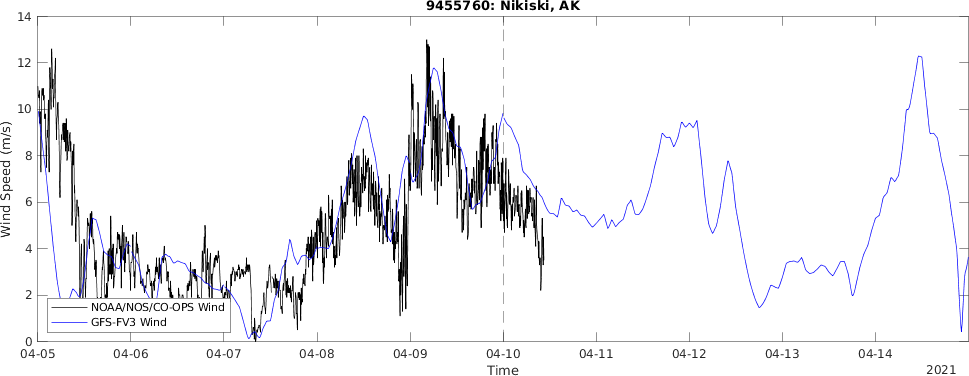 9455760: Nikiski, AK
14
12
10
8
6
4
2
0
Wind Speed (m/s)
NOAA/NOS/CO-OPS Wind
GFS-FV3 Wind
04-05 04-06 04-07 04-08 04-09 04-10 04-11 04-12 04-13 04-14
Time
2021